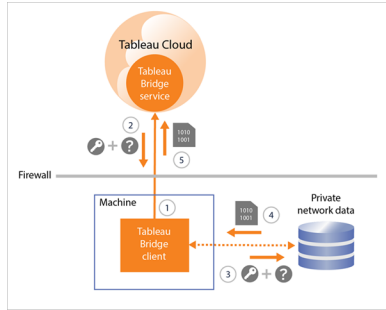 Tableau Cloud
Tableau
Bridge
service
2
+ ?
1010
1001
5
Firewall
Machine
1
1010
1001
4
Private
network data
Tableau
Bridge
client
3
+ ?